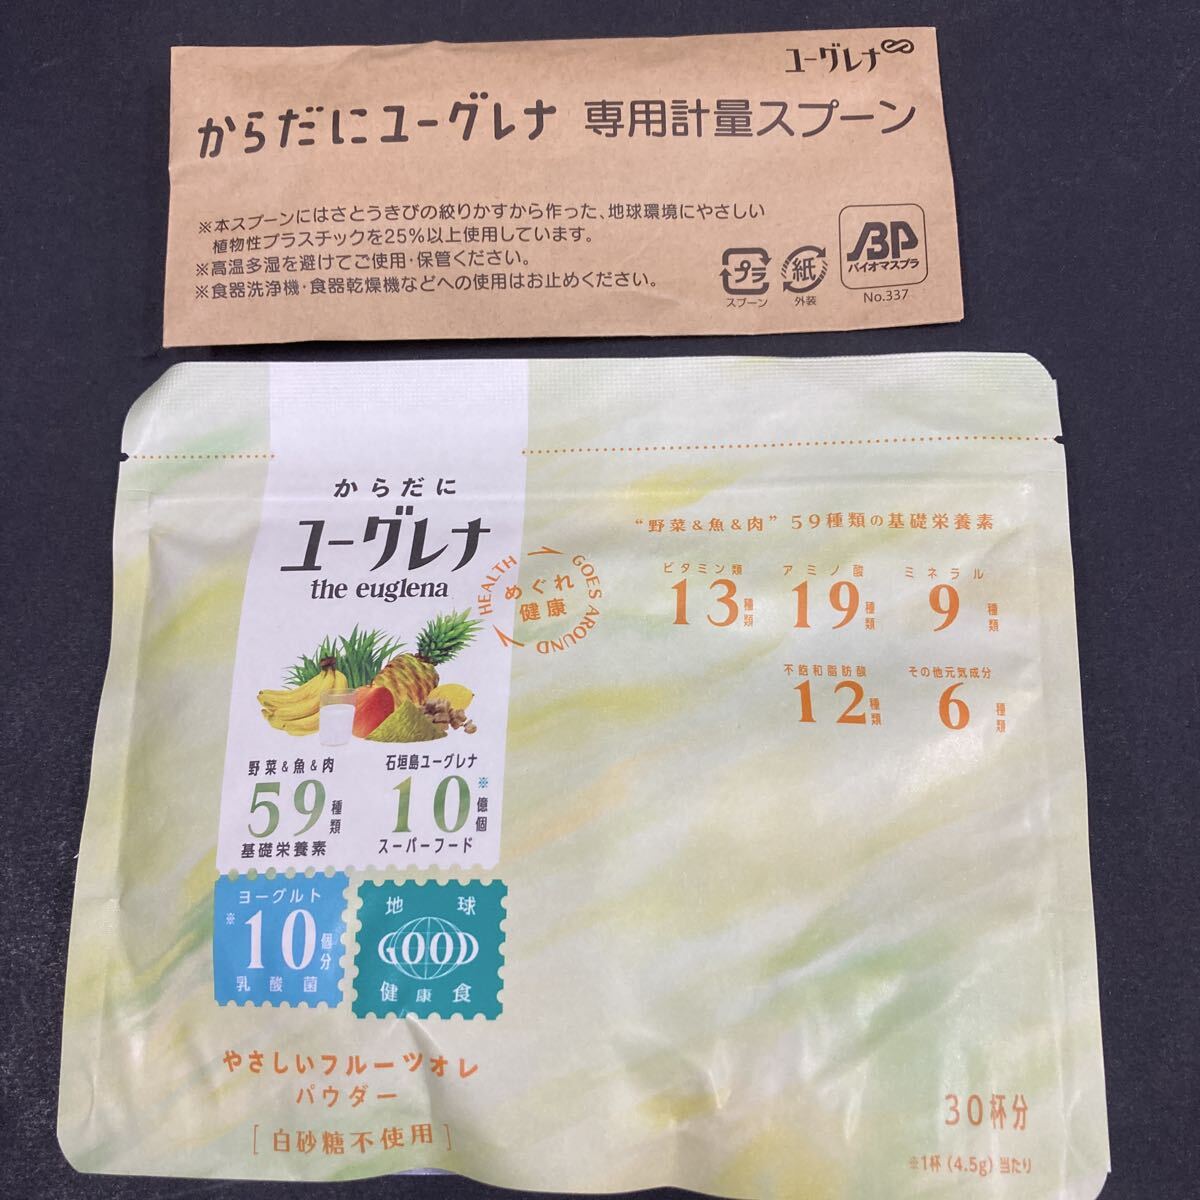 ユーグレナ
からだにユーグレナ 専用計量スプーン
※本スプーンにはさとうきびの絞りかすから作った、地球環境にやさしい
植物性プラスチックを25%以上使用しています。
※高温多湿を避けてご使用・保管ください。
※食器洗浄機・食器乾燥機などへの使用はお止めください。
プラ
スプーン
紙
外装
BP
バイオマスプラ
No.337
からだに
ユーグレナ
the euglena
HEALTH GOES AROUND
めぐれ
健康
野菜&魚&肉
59種類
基礎栄養素
石垣島ユーグレナ
10※億個
スーパーフード
ヨーグルト
※10個分
乳酸菌
地球
GOOD
健康食
やさしいフルーツオレ
パウダー
[白砂糖不使用]
“野菜&魚&肉” 59種類の基礎栄養素
ビタミン類
13種類
アミノ酸
19種類
ミネラル
9種類
不飽和脂肪酸
12種類
その他元気成分
6種類
30杯分
※1杯(4.5g)当たり